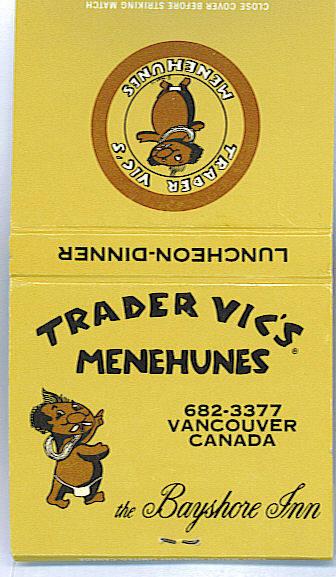 CLOSE COVER BEFORE STRIKING MATCH
TRADER VIC'S
MENEHUNES
LUNCHEON-DINNER
TRADER VIC'S
MENEHUNES®
682-3377
VANCOUVER
CANADA
the Bayshore Inn